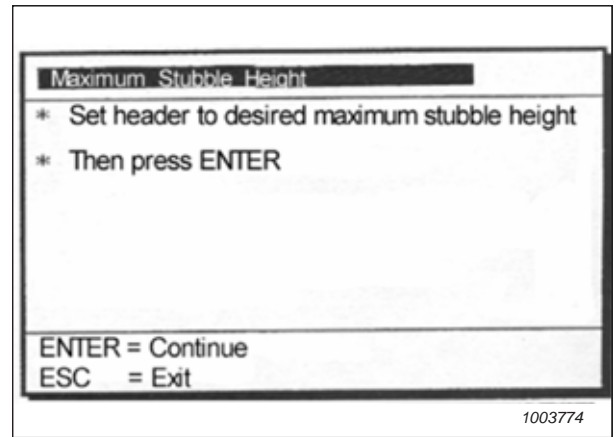 Maximum Stubble Height
* Set header to desired maximum stubble height
* Then press ENTER
ENTER = Continue
ESC = Exit
1003774